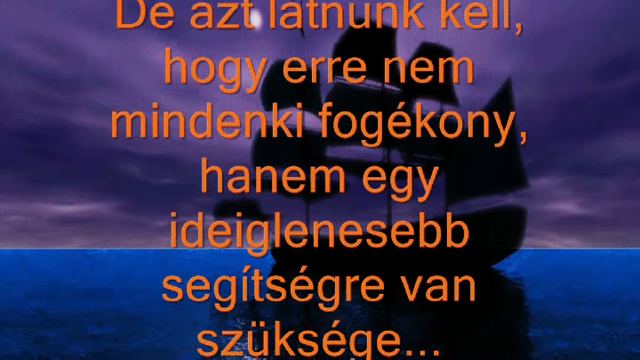 De azt látnunk kell,
hogy erre nem
mindenki fogékony,
hanem egy
ideiglenesebb
segítségre van
szüksége...